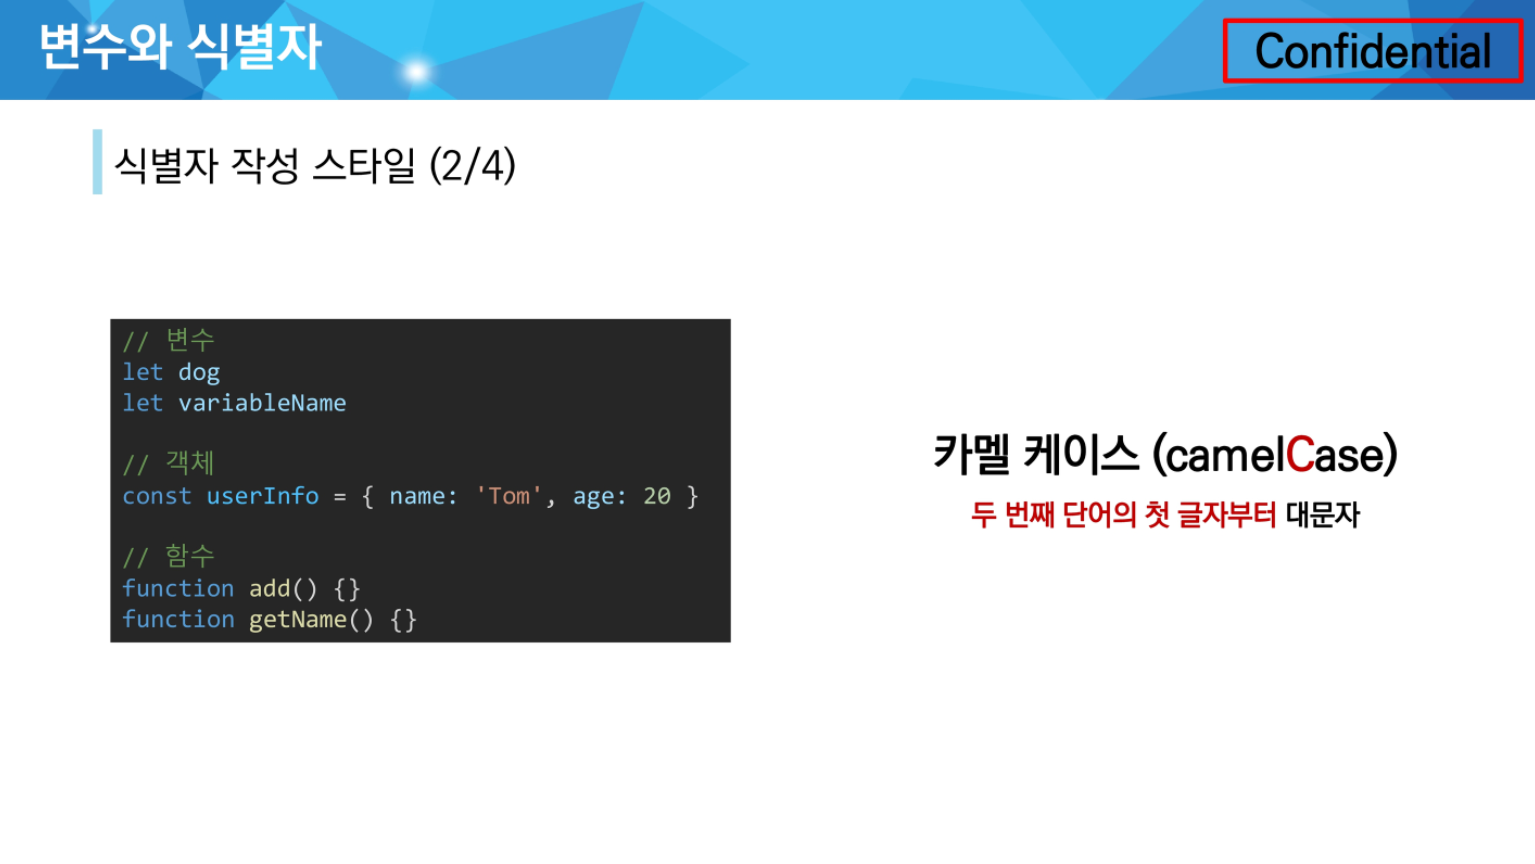 변수와 식별자
Confidential
식별자 작성 스타일 (2/4)
// 변수
let dog
let variableName
// 객체
const userInfo = { name: 'Tom', age: 20 }
// 함수
function add() {}
function getName() {}
카멜 케이스 (camelCase)
두 번째 단어의 첫 글자부터 대문자